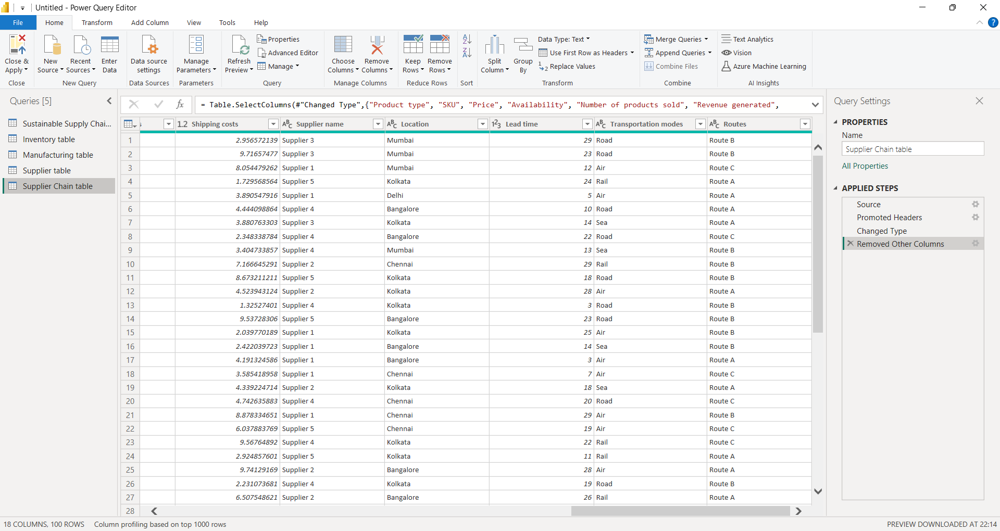 Untitled - Power Query Editor
File Home Transform Add Column View Tools Help
Close & Apply
Close
New Source
Recent Sources
Enter Data
New Query
Data source settings
Data Sources
Manage Parameters
Parameters
Refresh Preview
Properties
Advanced Editor
Manage
Query
Choose Columns
Remove Columns
Manage Columns
Keep Rows
Remove Rows
Reduce Rows
Sort
Split Column
Group By
Data Type: Text
Use First Row as Headers
Replace Values
Transform
Merge Queries
Append Queries
Combine Files
Combine
Text Analytics
Vision
Azure Machine Learning
AI Insights
Queries [5]
Sustainable Supply Chai...
Inventory table
Manufacturing table
Supplier table
Supplier Chain table
fx = Table.SelectColumns(#"Changed Type",{"Product type", "SKU", "Price", "Availability", "Number of products sold", "Revenue generated",
s 1.2 Shipping costs ABC Supplier name ABC Location 123 Lead time ABC Transportation modes ABC Routes
1 2.956572139 Supplier 3 Mumbai 29 Road Route B
2 9.71657477 Supplier 3 Mumbai 23 Road Route B
3 8.054479262 Supplier 1 Mumbai 12 Air Route C
4 1.729568564 Supplier 5 Kolkata 24 Rail Route A
5 3.890547916 Supplier 1 Delhi 5 Air Route A
6 4.444098864 Supplier 4 Bangalore 10 Road Route A
7 3.880763303 Supplier 3 Kolkata 14 Sea Route A
8 2.348338784 Supplier 4 Bangalore 22 Road Route C
9 3.404733857 Supplier 4 Mumbai 13 Sea Route B
10 7.166645291 Supplier 2 Chennai 29 Rail Route B
11 8.673211211 Supplier 5 Kolkata 18 Road Route B
12 4.523943124 Supplier 2 Kolkata 28 Air Route A
13 1.32527401 Supplier 4 Kolkata 3 Road Route B
14 9.53728306 Supplier 5 Bangalore 23 Road Route B
15 2.039770189 Supplier 1 Kolkata 25 Air Route B
16 2.422039723 Supplier 1 Bangalore 14 Sea Route B
17 4.191324586 Supplier 1 Bangalore 3 Air Route A
18 3.585418958 Supplier 1 Chennai 7 Air Route C
19 4.339224714 Supplier 2 Kolkata 18 Sea Route A
20 4.742635883 Supplier 4 Chennai 20 Road Route C
21 8.878334651 Supplier 1 Chennai 29 Air Route B
22 6.037883769 Supplier 5 Chennai 19 Air Route C
23 9.56764892 Supplier 4 Kolkata 22 Rail Route C
24 2.924857601 Supplier 5 Kolkata 11 Rail Route A
25 9.74129169 Supplier 2 Bangalore 28 Air Route A
26 2.231073681 Supplier 4 Kolkata 19 Road Route B
27 6.507548621 Supplier 2 Bangalore 26 Rail Route A
28
Query Settings
PROPERTIES
Name
Supplier Chain table
All Properties
APPLIED STEPS
Source
Promoted Headers
Changed Type
Removed Other Columns
18 COLUMNS, 100 ROWS Column profiling based on top 1000 rows PREVIEW DOWNLOADED AT 22:14